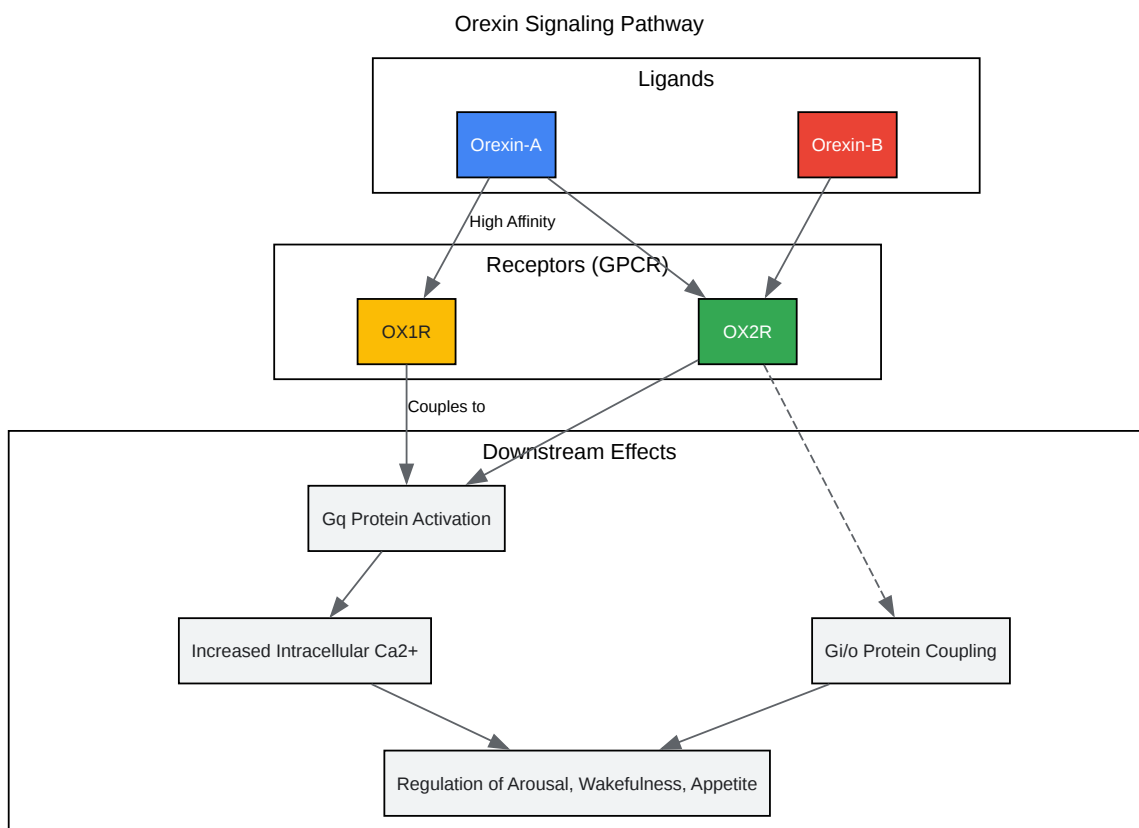 Orexin Signaling Pathway
Ligands
Orexin-A
Orexin-B
High Affinity
Receptors (GPCR)
OX1R
OX2R
Couples to
Downstream Effects
Gq Protein Activation
Increased Intracellular Ca2+
Gi/o Protein Coupling
Regulation of Arousal, Wakefulness, Appetite